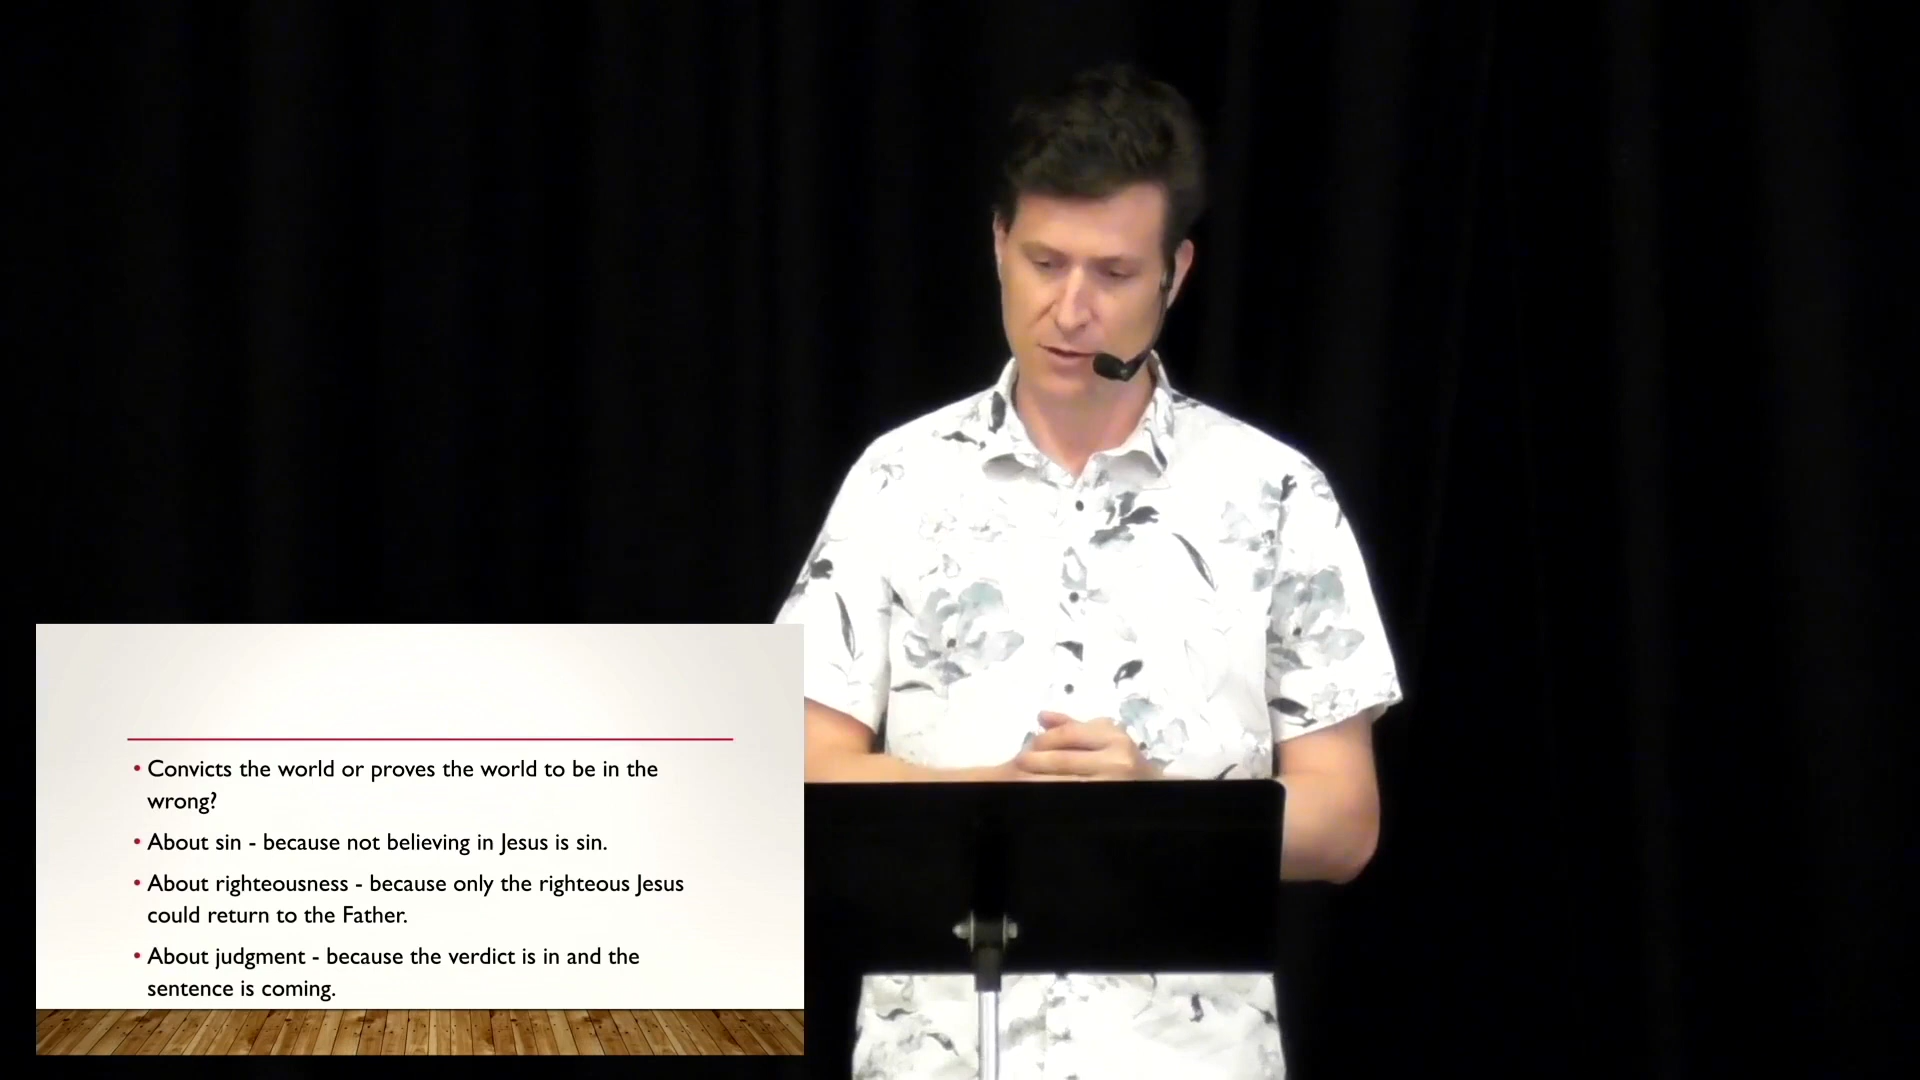 • Convicts the world or proves the world to be in the
wrong?
• About sin - because not believing in Jesus is sin.
• About righteousness - because only the righteous Jesus
could return to the Father.
• About judgment - because the verdict is in and the
sentence is coming.